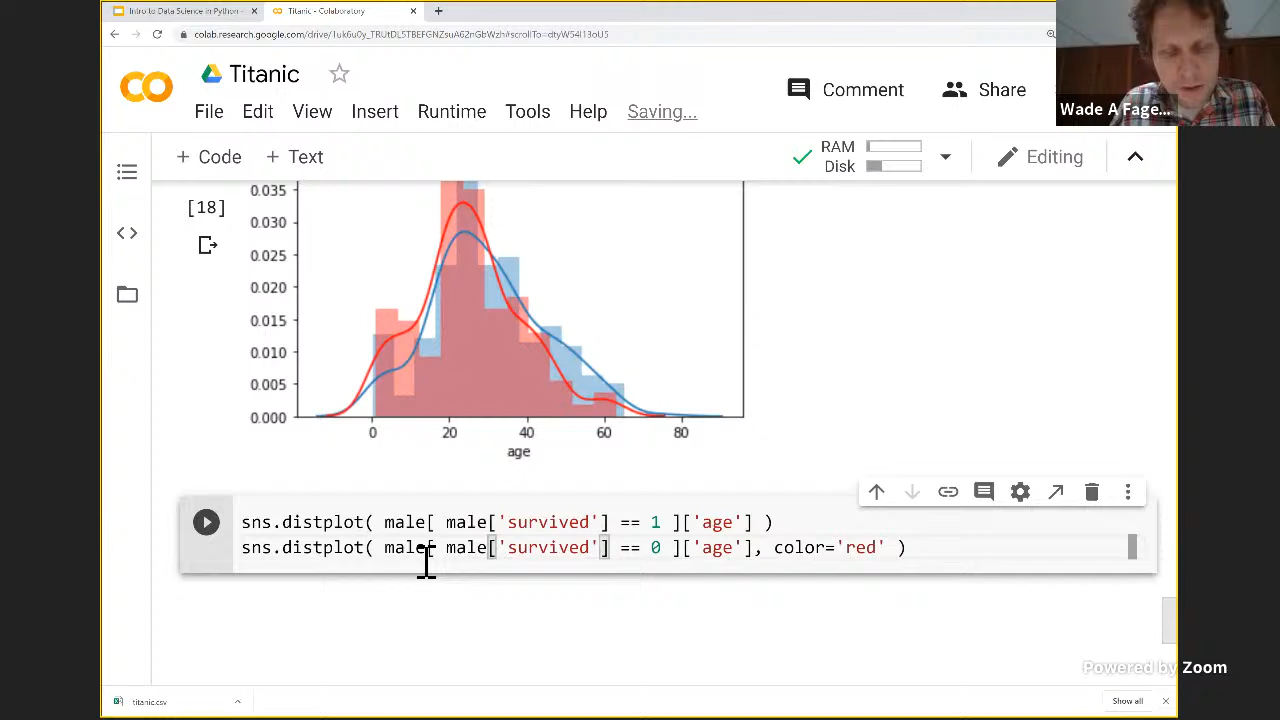 Intro to Data Science in Python -
Titanic - Colaboratory
colab.research.google.com/drive/1uk6u0y_TRUtDL5TBEFGNZsuA62nGbWzh#scrollTo=dtyW54l13oU5
Titanic
Comment
Share
Wade A Fage...
File Edit View Insert Runtime Tools Help Saving...
+ Code + Text
RAM
Disk
Editing
[18]
0.035
0.030
0.025
0.020
0.015
0.010
0.005
0.000
0 20 40 60 80
age
sns.distplot( male[ male['survived'] == 1 ]['age'] )
sns.distplot( male[ male['survived'] == 0 ]['age'], color='red' )
Powered by Zoom
titanic.csv
Show all